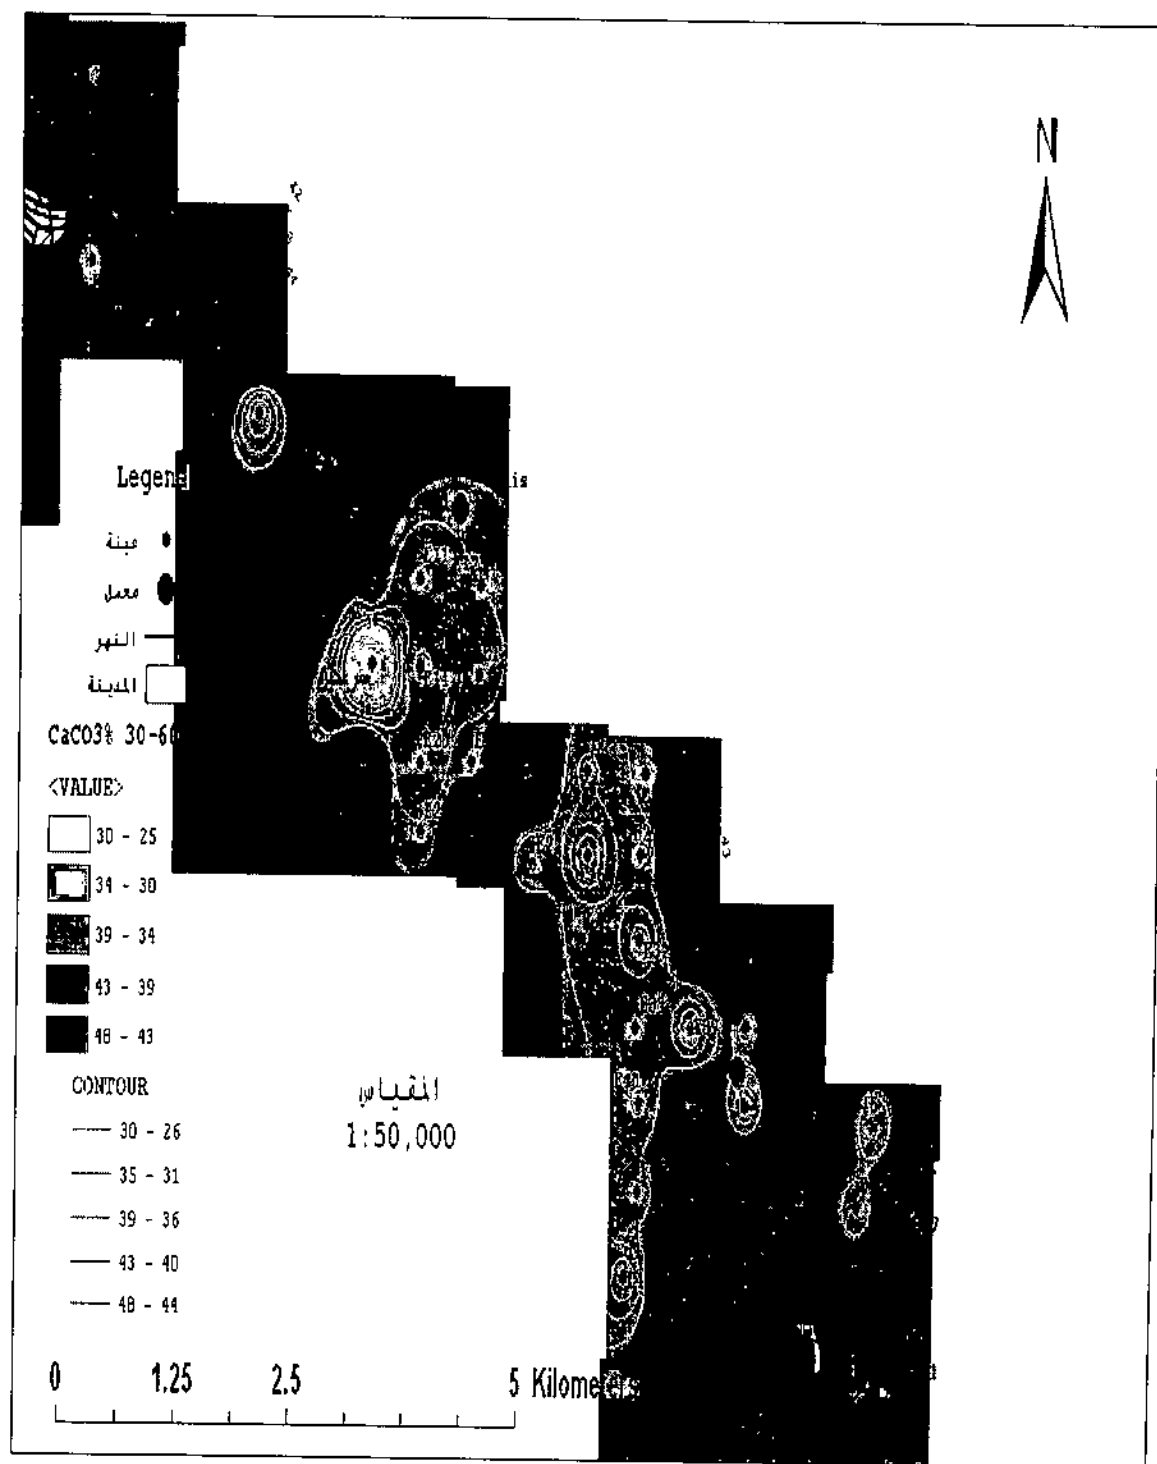 N
Legend
عينة
معمل
النهر
المدينة
CaCO3% 30-60
<VALUE>
30 - 25
34 - 30
39 - 34
43 - 39
48 - 43
CONTOUR
30 - 26
35 - 31
39 - 36
43 - 40
48 - 44
المقياس
1:50,000
0 1.25 2.5 5 Kilometers